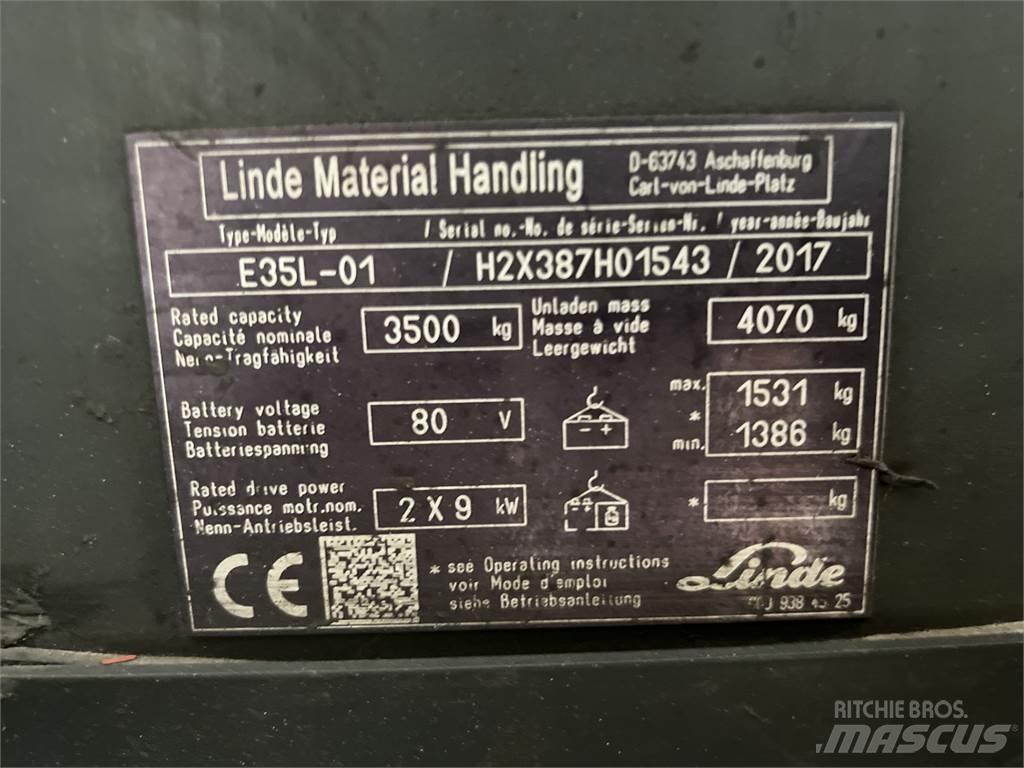 Linde Material Handling
D-63743 Aschaffenburg
Carl-von-Linde-Platz
Type-Modèle-Typ / Serial no.-No. de série-Serien-Nr. / year-année-Baujahr
E35L-01 / H2X387H01543 / 2017
Rated capacity
Capacité nominale
Nenn-Tragfähigkeit
3500 kg
Unladen mass
Masse à vide
Leergewicht
4070 kg
Battery voltage
Tension batterie
Batteriespannung
80 V
- +
max. 1531 kg
*
min. 1386 kg
Rated drive power
Puissance motr.nom.
Nenn-Antriebsleist.
2 X 9 kW
* kg
CE
* see Operating instructions
voir Mode d'emploi
siehe Betriebsanleitung
Linde
938 25
RITCHIE BROS.
MASCUS